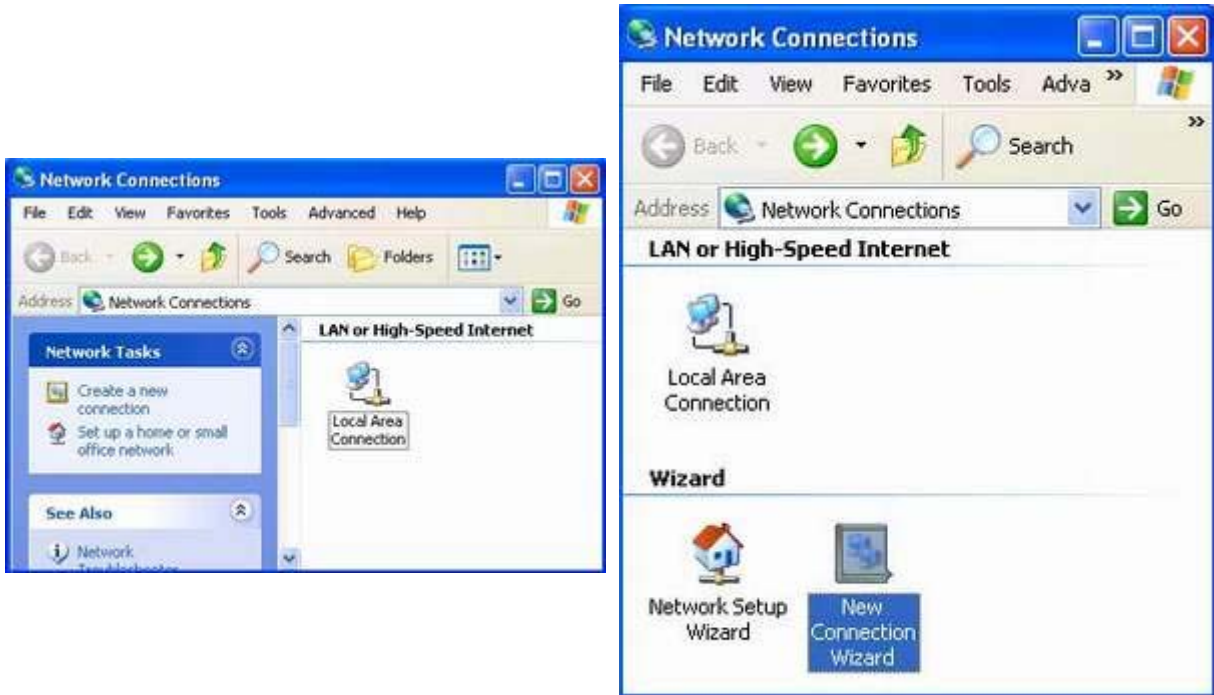 Network Connections
File Edit View Favorites Tools Advanced Help
Back Search Folders
Address Network Connections Go
Network Tasks
Create a new
connection
Set up a home or small
office network
See Also
Network
Troubleshooter
LAN or High-Speed Internet
Local Area
Connection
Network Connections
File Edit View Favorites Tools Adva »
Back Search »
Address Network Connections Go
LAN or High-Speed Internet
Local Area
Connection
Wizard
Network Setup
Wizard
New
Connection
Wizard